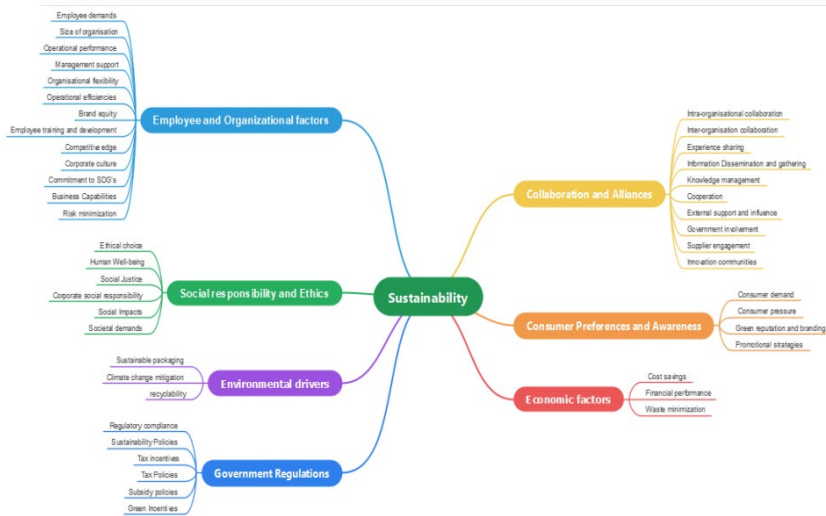 Employee demands
Size of organisation
Operational performance
Management support
Organisational flexibility
Operational efficiencies
Brand equity
Employee training and development
Competitive edge
Corporate culture
Commitment to SDG's
Business Capabilities
Risk minimization
Employee and Organizational factors
Ethical choice
Human Well-being
Social Justice
Corporate social responsibility
Social Impacts
Societal demands
Social responsibility and Ethics
Sustainable packaging
Climate change mitigation
recyclability
Environmental drivers
Regulatory compliance
Sustainability Policies
Tax incentives
Tax Policies
Subsidy policies
Green Incentives
Government Regulations
Sustainability
Collaboration and Alliances
Intra-organisational collaboration
Inter-organisation collaboration
Experience sharing
Information Dissemination and gathering
Knowledge management
Cooperation
External support and influence
Government involvement
Supplier engagement
Innovation communities
Consumer Preferences and Awareness
Consumer demand
Consumer pressure
Green reputation and branding
Promotional strategies
Economic factors
Cost savings
Financial performance
Waste minimization